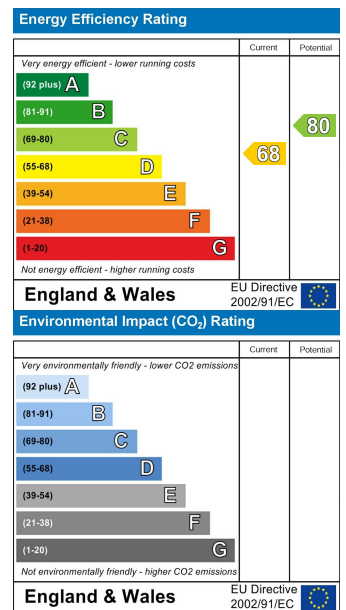 Energy Efficiency Rating
Current Potential
Very energy efficient - lower running costs
(92 plus) A
(81-91) B
(69-80) C
(55-68) D
(39-54) E
(21-38) F
(1-20) G
68
80
Not energy efficient - higher running costs
England & Wales
EU Directive
2002/91/EC
Environmental Impact (CO₂) Rating
Current Potential
Very environmentally friendly - lower CO2 emissions
(92 plus) A
(81-91) B
(69-80) C
(55-68) D
(39-54) E
(21-38) F
(1-20) G
Not environmentally friendly - higher CO2 emissions
England & Wales
EU Directive
2002/91/EC